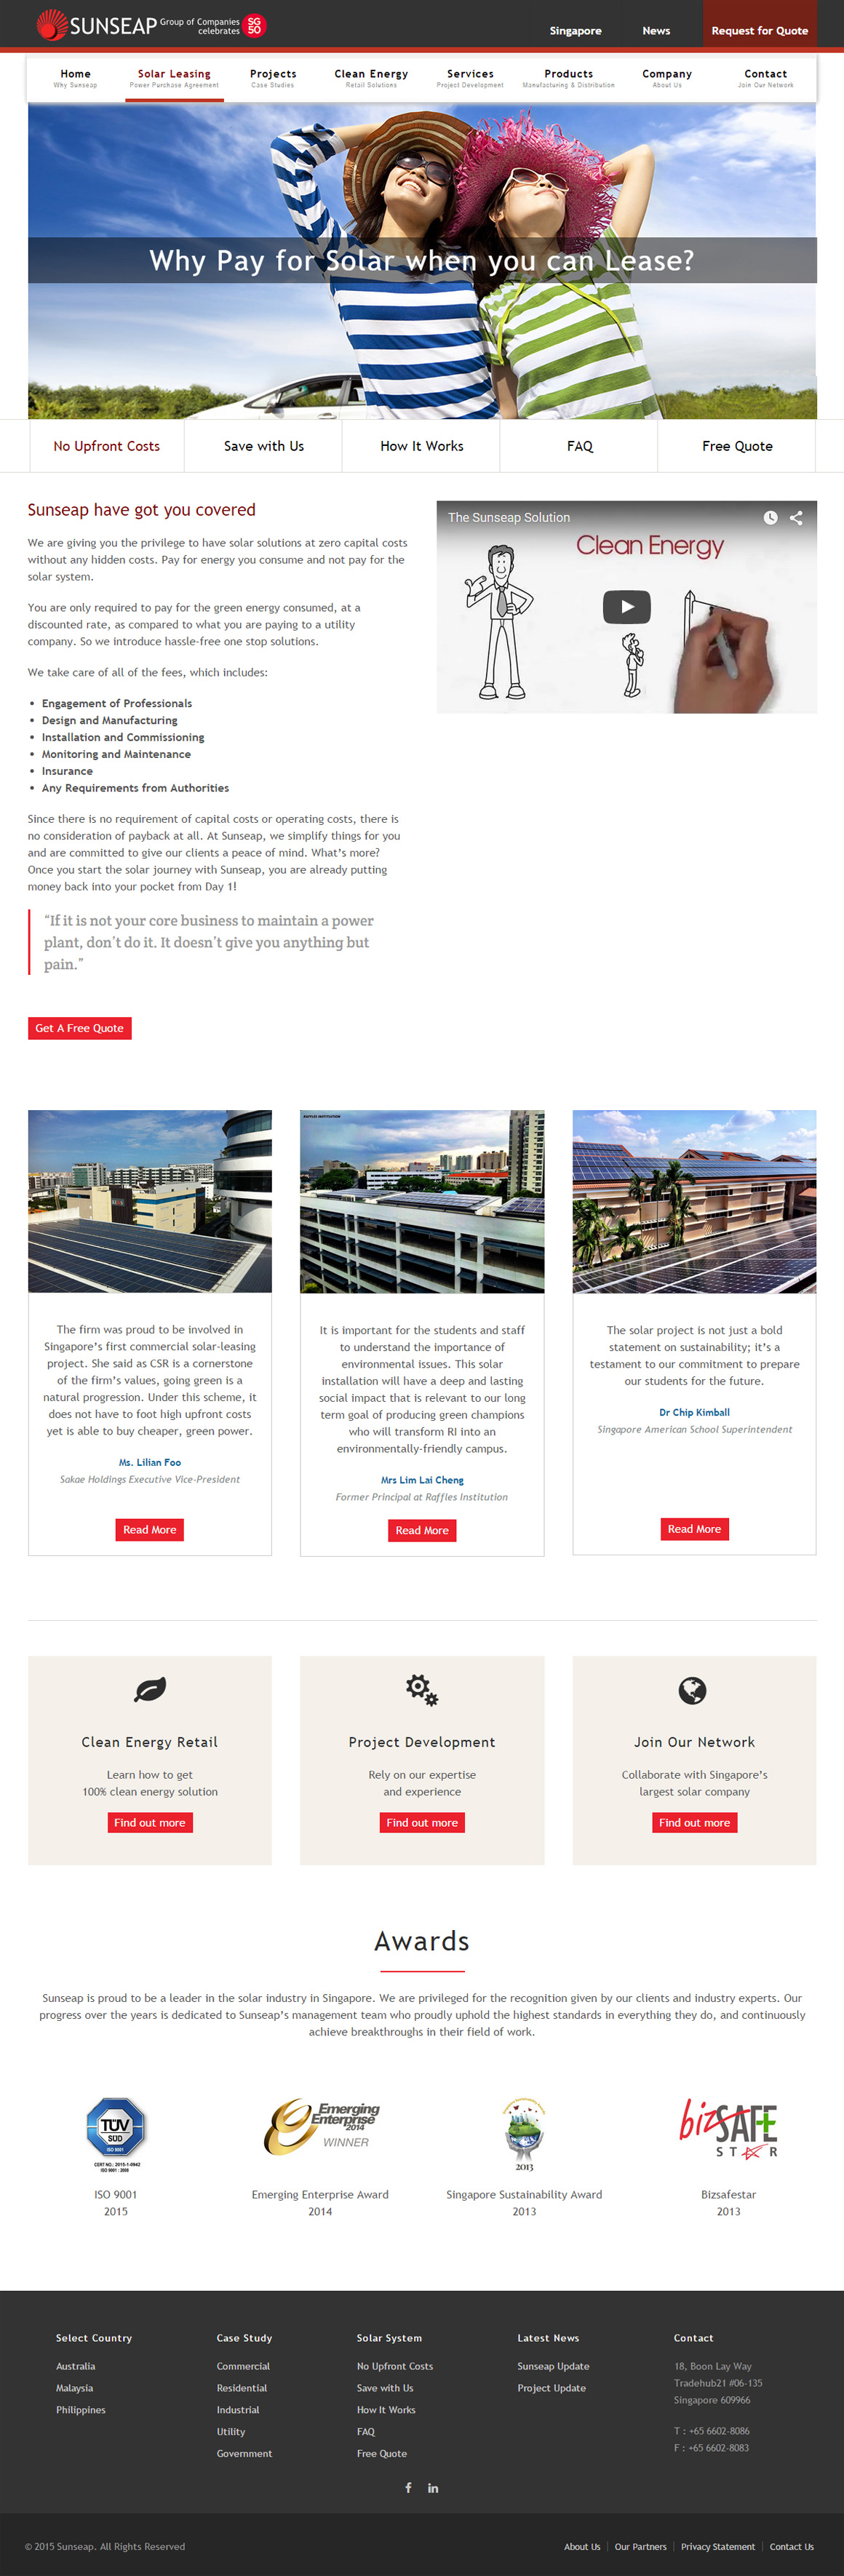 SUNSEAP Group of Companies
celebrates
SG
50
Singapore
News
Request for Quote
Home
Why Sunseap
Solar Leasing
Power Purchase Agreement
Projects
Case Studies
Clean Energy
Retail Solutions
Services
Project Development
Products
Manufacturing & Distribution
Company
About Us
Contact
Join Our Network
Why Pay for Solar when you can Lease?
No Upfront Costs
Save with Us
How It Works
FAQ
Free Quote
Sunseap have got you covered
We are giving you the privilege to have solar solutions at zero capital costs
without any hidden costs. Pay for energy you consume and not pay for the
solar system.
You are only required to pay for the green energy consumed, at a
discounted rate, as compared to what you are paying to a utility
company. So we introduce hassle-free one stop solutions.
We take care of all of the fees, which includes:
• Engagement of Professionals
• Design and Manufacturing
• Installation and Commissioning
• Monitoring and Maintenance
• Insurance
• Any Requirements from Authorities
Since there is no requirement of capital costs or operating costs, there is
no consideration of payback at all. At Sunseap, we simplify things for you
and are committed to give our clients a peace of mind. What’s more?
Once you start the solar journey with Sunseap, you are already putting
money back into your pocket from Day 1!
“If it is not your core business to maintain a power
plant, don’t do it. It doesn’t give you anything but
pain.”
Get A Free Quote
The Sunseap Solution
Clean Energy
The firm was proud to be involved in
Singapore’s first commercial solar-leasing
project. She said as CSR is a cornerstone
of the firm’s values, going green is a
natural progression. Under this scheme, it
does not have to foot high upfront costs
yet is able to buy cheaper, green power.
Ms. Lilian Foo
Sakae Holdings Executive Vice-President
Read More
RAFFLES INSTITUTION
It is important for the students and staff
to understand the importance of
environmental issues. This solar
installation will have a deep and lasting
social impact that is relevant to our long
term goal of producing green champions
who will transform RI into an
environmentally-friendly campus.
Mrs Lim Lai Cheng
Former Principal at Raffles Institution
Read More
The solar project is not just a bold
statement on sustainability; it’s a
testament to our commitment to prepare
our students for the future.
Dr Chip Kimball
Singapore American School Superintendent
Read More
Clean Energy Retail
Learn how to get
100% clean energy solution
Find out more
Project Development
Rely on our expertise
and experience
Find out more
Join Our Network
Collaborate with Singapore’s
largest solar company
Find out more
Awards
Sunseap is proud to be a leader in the solar industry in Singapore. We are privileged for the recognition given by our clients and industry experts. Our
progress over the years is dedicated to Sunseap’s management team who proudly uphold the highest standards in everything they do, and continuously
achieve breakthroughs in their field of work.
TÜV
SÜD
ISO 9001
CERT NO.: 2015-1-0942
ISO 9001 : 2008
ISO 9001
2015
Emerging
Enterprise
2014
WINNER
Emerging Enterprise Award
2014
2013
Singapore Sustainability Award
2013
bizSAFE
STAR
Bizsafestar
2013
Select Country
Australia
Malaysia
Philippines
Case Study
Commercial
Residential
Industrial
Utility
Government
Solar System
No Upfront Costs
Save with Us
How It Works
FAQ
Free Quote
Latest News
Sunseap Update
Project Update
Contact
18, Boon Lay Way
Tradehub21 #06-135
Singapore 609966
T : +65 6602-8086
F : +65 6602-8083
© 2015 Sunseap. All Rights Reserved
About Us | Our Partners | Privacy Statement | Contact Us